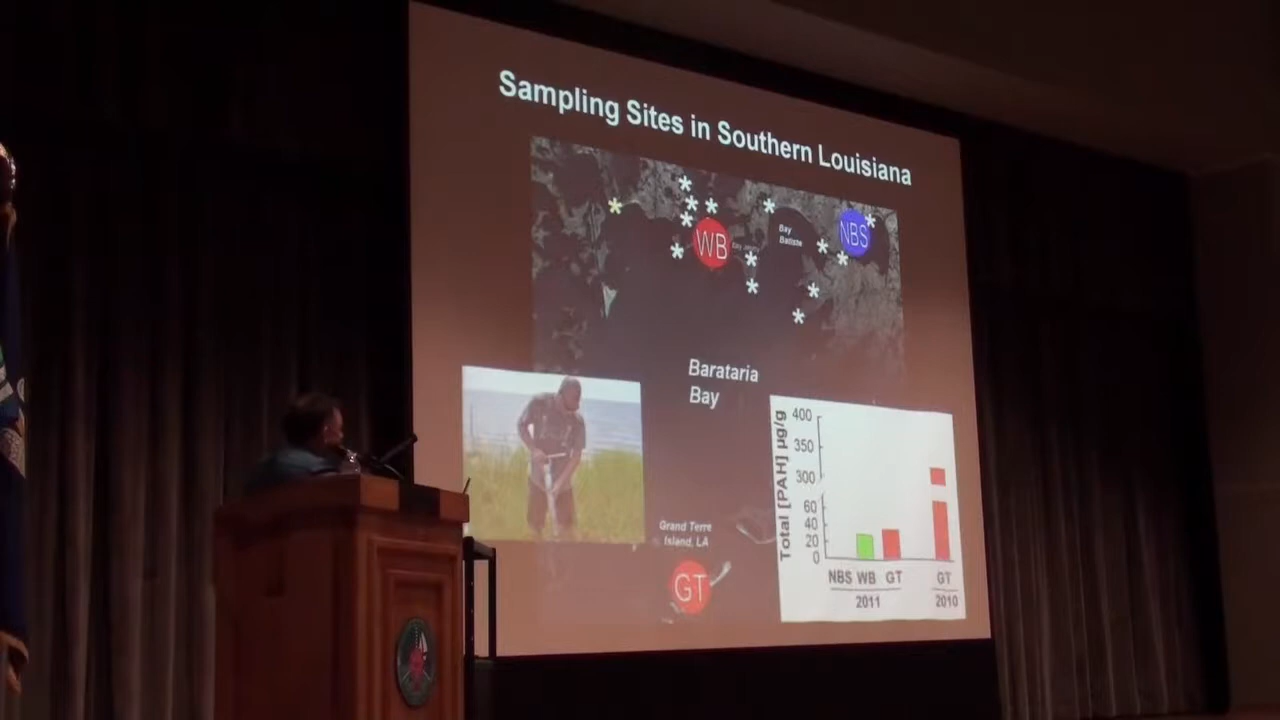 Sampling Sites in Southern Louisiana
WB
Bay
Batiste
NBS
Barataria
Bay
Grand Terre
Island, LA
GT
Total [PAH] µg/g
400
350
300
60
40
20
0
NBS WB GT
2011
GT
2010